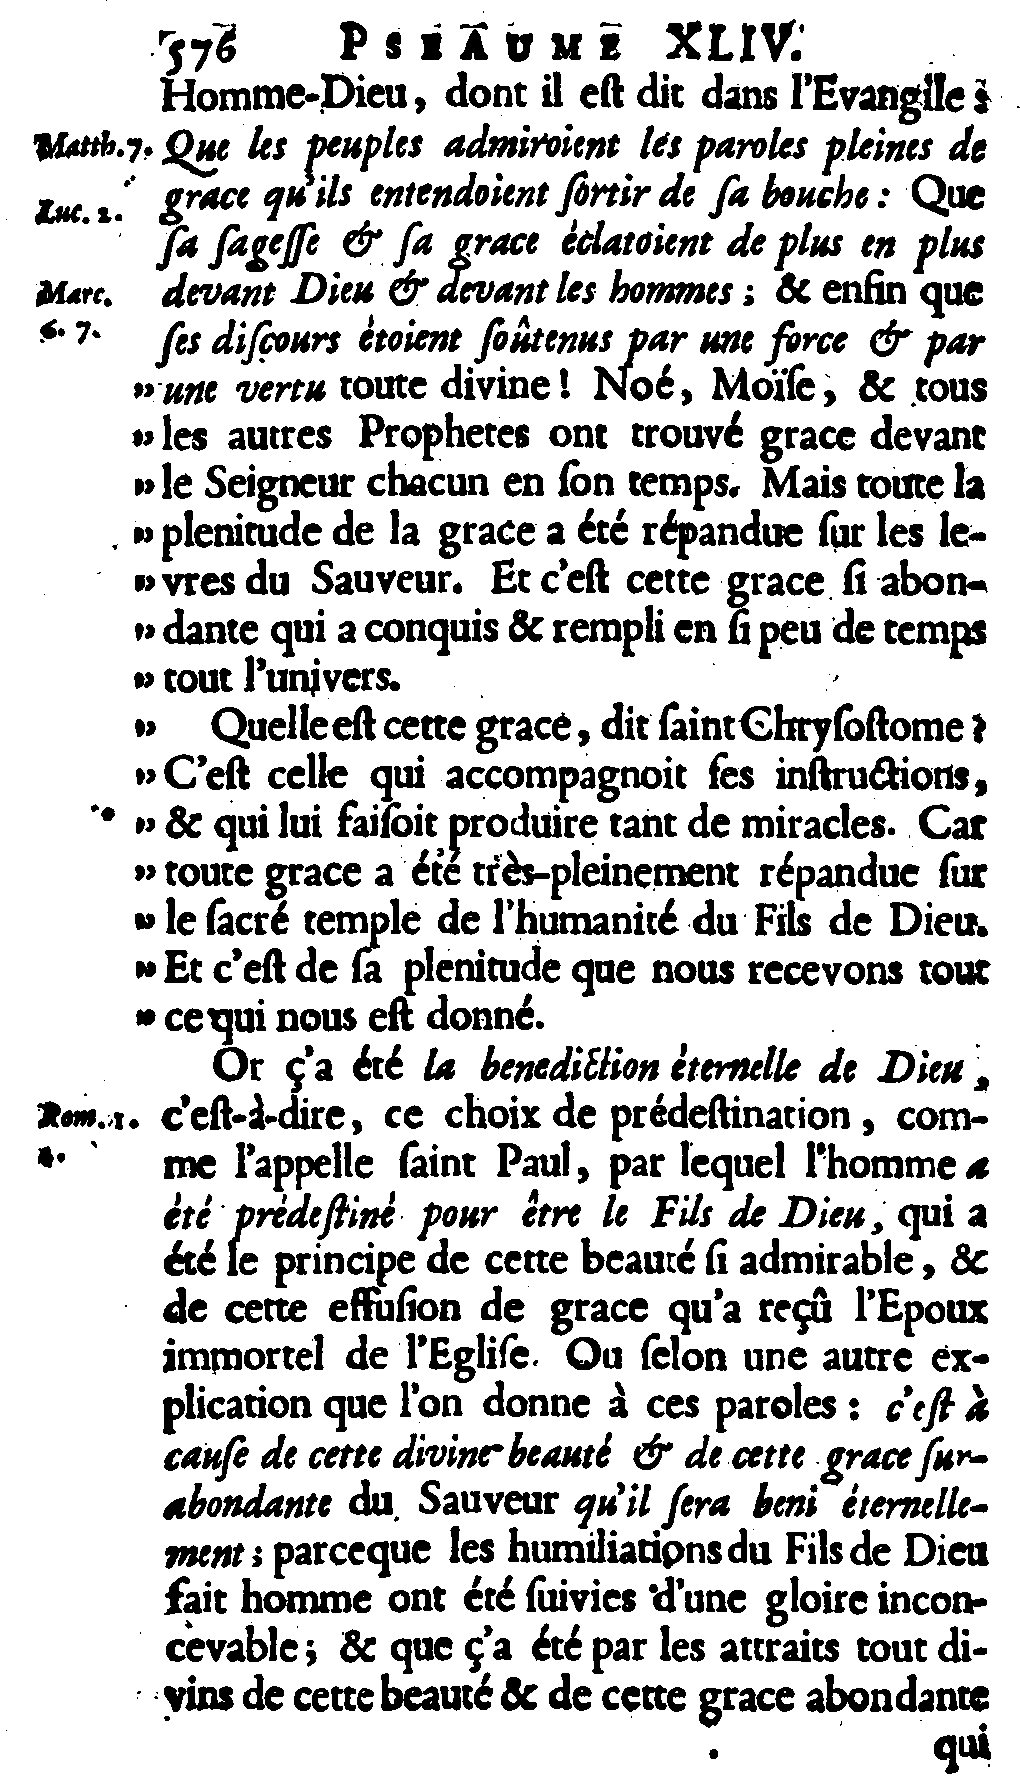 576 PSEAUME XLIV.
Homme-Dieu, dont il eſt dit dans l'Evangile :
Matth. 7. Que les peuples admiroient les paroles pleines de
grace qu'ils entendoient ſortir de ſa bouche : Que
Luc. 2. ſa ſageſſe & ſa grace éclatoient de plus en plus
Marc. devant Dieu & devant les hommes ; & enfin que
6. 7. ſes diſcours étoient ſoûtenus par une force & par
„ une vertu toute divine ! Noé, Moïſe, & tous
„ les autres Prophetes ont trouvé grace devant
„ le Seigneur chacun en ſon temps. Mais toute la
„ plenitude de la grace a été répandue ſur les le-
„ vres du Sauveur. Et c'eſt cette grace ſi abon-
„ dante qui a conquis & rempli en ſi peu de temps
„ tout l'univers.
„ Quelle eſt cette grace, dit ſaint Chryſoſtome ?
„ C'eſt celle qui accompagnoit ſes inſtructions,
„ & qui lui faiſoit produire tant de miracles. Car
„ toute grace a été très-pleinement répandue ſur
„ le ſacré temple de l'humanité du Fils de Dieu.
„ Et c'eſt de ſa plenitude que nous recevons tout
„ ce qui nous eſt donné.
Or ç'a été la benediction éternelle de Dieu,
Rom. 1. c'eſt-à-dire, ce choix de prédeſtination, com-
4. me l'appelle ſaint Paul, par lequel l'homme a
été prédeſtiné pour être le Fils de Dieu, qui a
été le principe de cette beauté ſi admirable, &
de cette effuſion de grace qu'a reçû l'Epoux
immortel de l'Egliſe. Ou ſelon une autre ex-
plication que l'on donne à ces paroles : c'eſt à
cauſe de cette divine beauté & de cette grace ſur-
abondante du Sauveur qu'il ſera beni éternelle-
ment ; parceque les humiliations du Fils de Dieu
fait homme ont été ſuivies d'une gloire incon-
cevable ; & que ç'a été par les attraits tout di-
vins de cette beauté & de cette grace abondante
qui